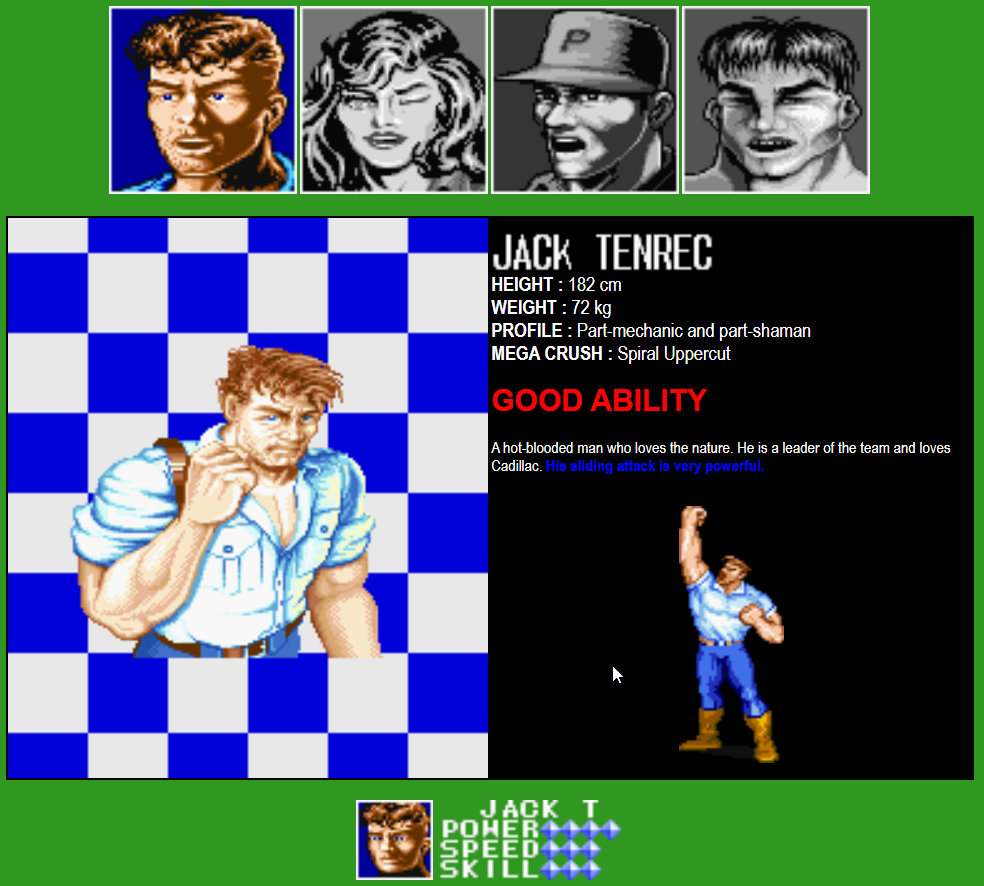 P
JACK TENREC
HEIGHT : 182 cm
WEIGHT : 72 kg
PROFILE : Part-mechanic and part-shaman
MEGA CRUSH : Spiral Uppercut
GOOD ABILITY
A hot-blooded man who loves the nature. He is a leader of the team and loves
Cadillac. His sliding attack is very powerful.
JACK T
POWER
SPEED
SKILL